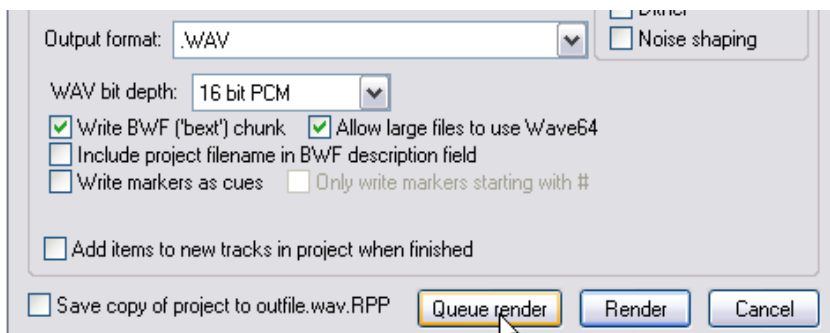 Dither
Output format: .WAV
Noise shaping
WAV bit depth: 16 bit PCM
Write BWF ('bext') chunk Allow large files to use Wave64
Include project filename in BWF description field
Write markers as cues Only write markers starting with #
Add items to new tracks in project when finished
Save copy of project to outfile.wav.RPP Queue render Render Cancel